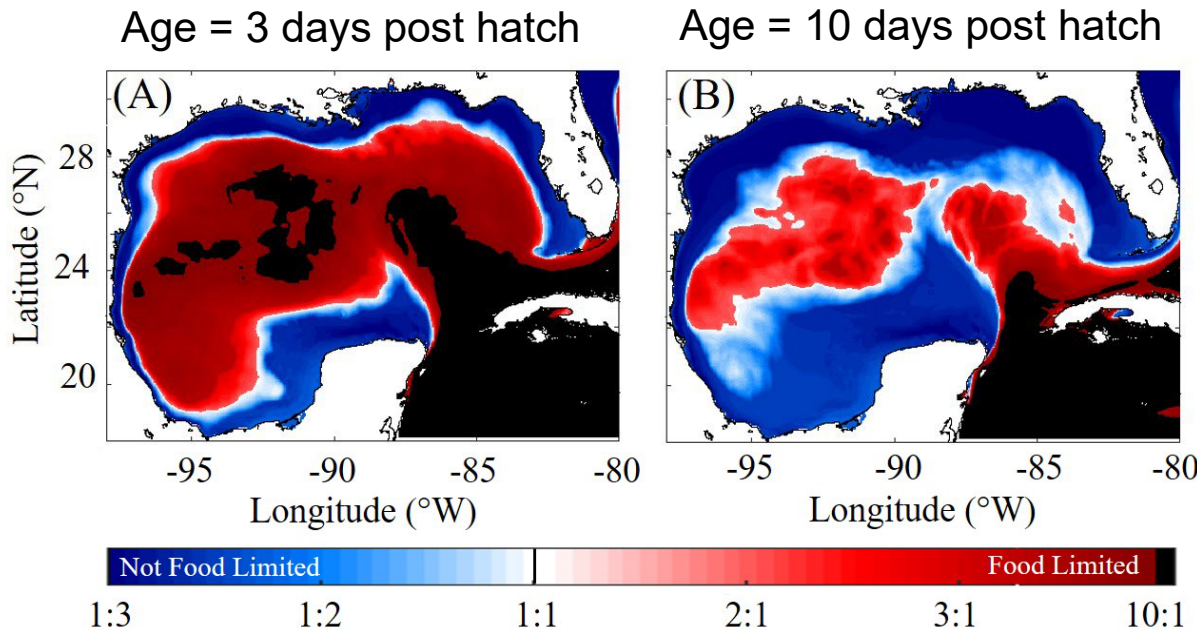 Age = 3 days post hatch
Age = 10 days post hatch
(A)
(B)
Latitude (°N)
28
24
20
-95
-90
-85
-80
-95
-90
-85
-80
Longitude (°W)
Longitude (°W)
Not Food Limited
Food Limited
1:3
1:2
1:1
2:1
3:1
10:1